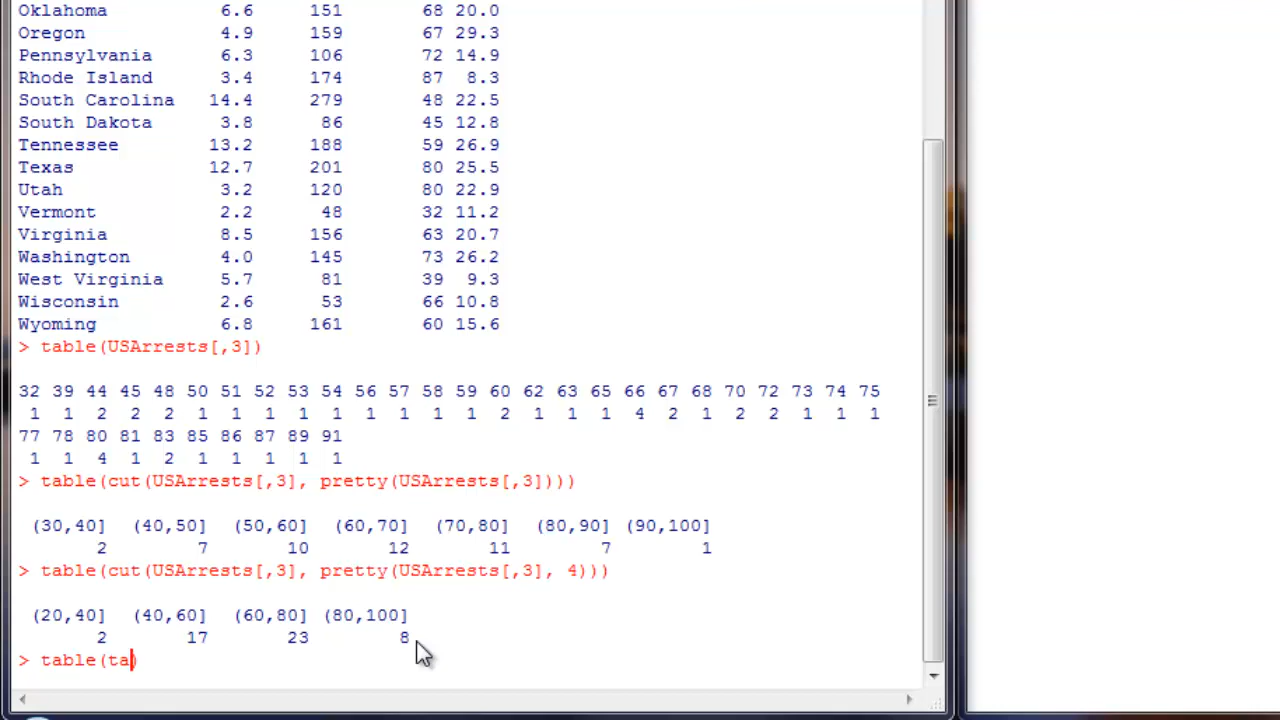 Oklahoma 6.6 151 68 20.0
Oregon 4.9 159 67 29.3
Pennsylvania 6.3 106 72 14.9
Rhode Island 3.4 174 87 8.3
South Carolina 14.4 279 48 22.5
South Dakota 3.8 86 45 12.8
Tennessee 13.2 188 59 26.9
Texas 12.7 201 80 25.5
Utah 3.2 120 80 22.9
Vermont 2.2 48 32 11.2
Virginia 8.5 156 63 20.7
Washington 4.0 145 73 26.2
West Virginia 5.7 81 39 9.3
Wisconsin 2.6 53 66 10.8
Wyoming 6.8 161 60 15.6
> table(USArrests[,3])
32 39 44 45 48 50 51 52 53 54 56 57 58 59 60 62 63 65 66 67 68 70 72 73 74 75
1 1 2 2 2 1 1 1 1 1 1 1 1 1 2 1 1 1 4 2 1 2 2 1 1 1
77 78 80 81 83 85 86 87 89 91
1 1 4 1 2 1 1 1 1 1
> table(cut(USArrests[,3], pretty(USArrests[,3])))
(30,40] (40,50] (50,60] (60,70] (70,80] (80,90] (90,100]
2 7 10 12 11 7 1
> table(cut(USArrests[,3], pretty(USArrests[,3], 4)))
(20,40] (40,60] (60,80] (80,100]
2 17 23 8
> table(ta)